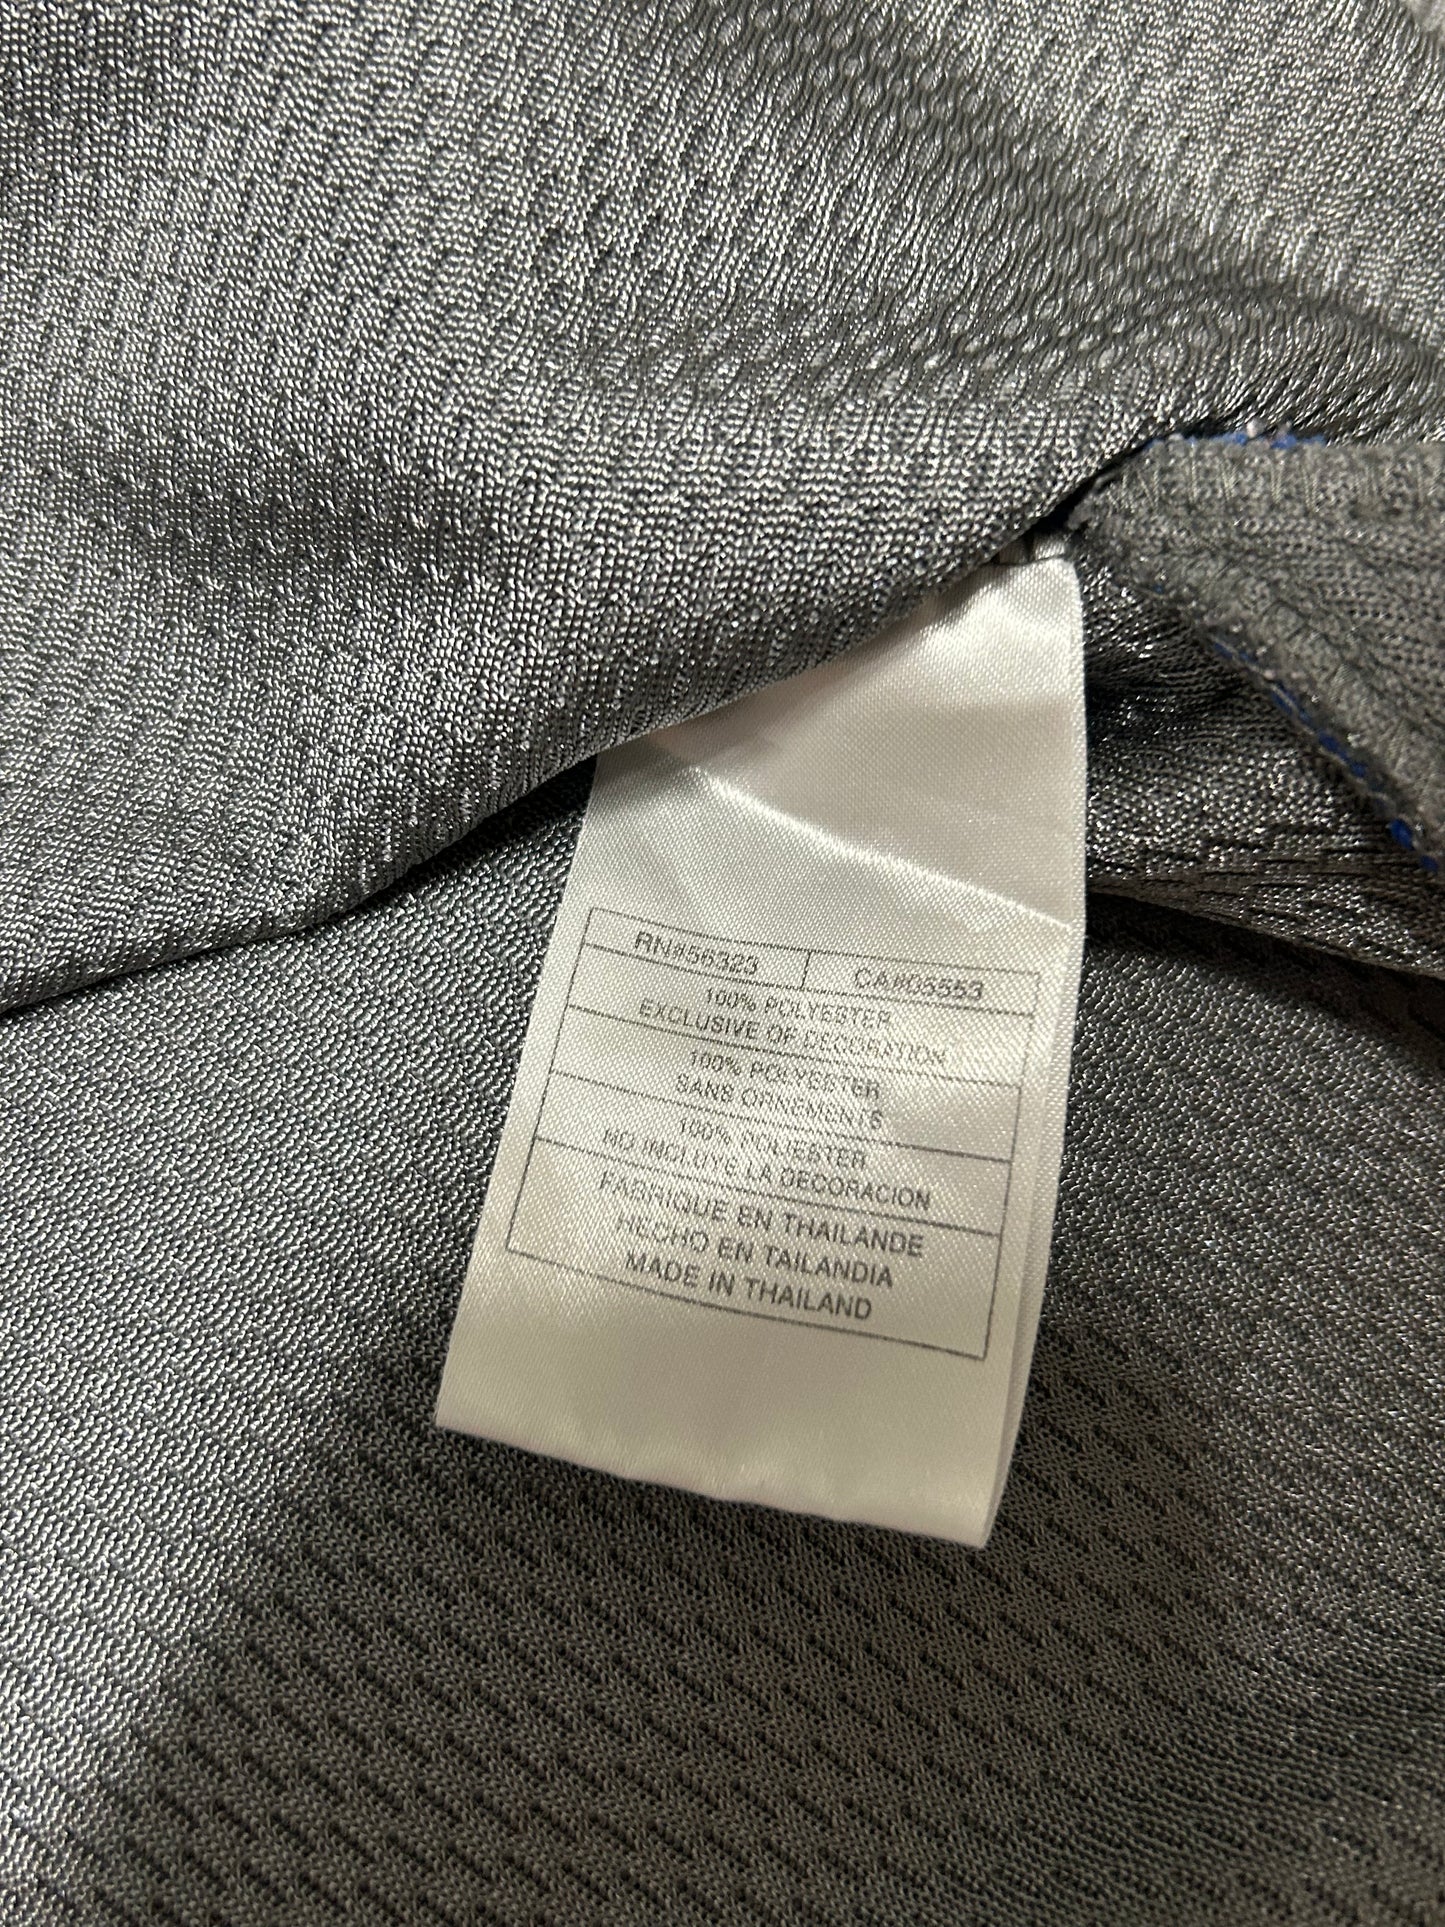 RN#56323 CA#05553
100% POLYESTER
EXCLUSIVE OF DECORATION
100% POLYESTER
SANS ORNEMENTS
100% POLIESTER
NO INCLUYE LA DECORACION
FABRIQUE EN THAILANDE
HECHO EN TAILANDIA
MADE IN THAILAND